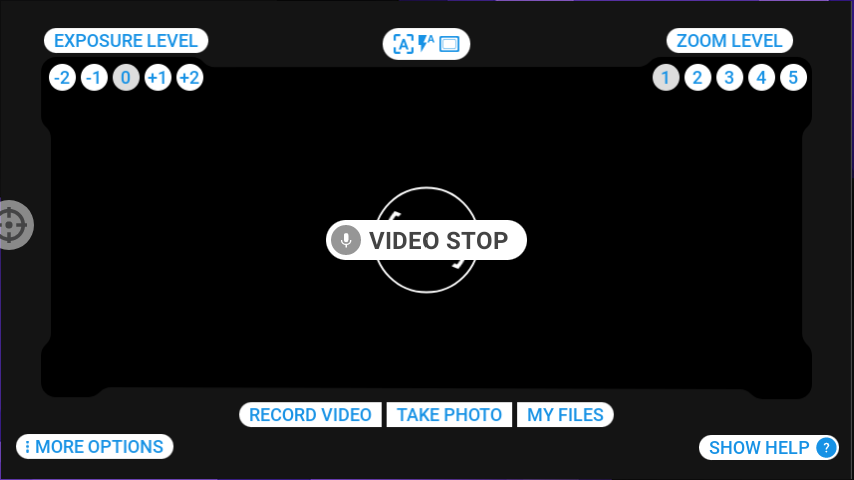 EXPOSURE LEVEL
A A
ZOOM LEVEL
-2 -1 0 +1 +2
1 2 3 4 5
VIDEO STOP
RECORD VIDEO TAKE PHOTO MY FILES
MORE OPTIONS
SHOW HELP ?